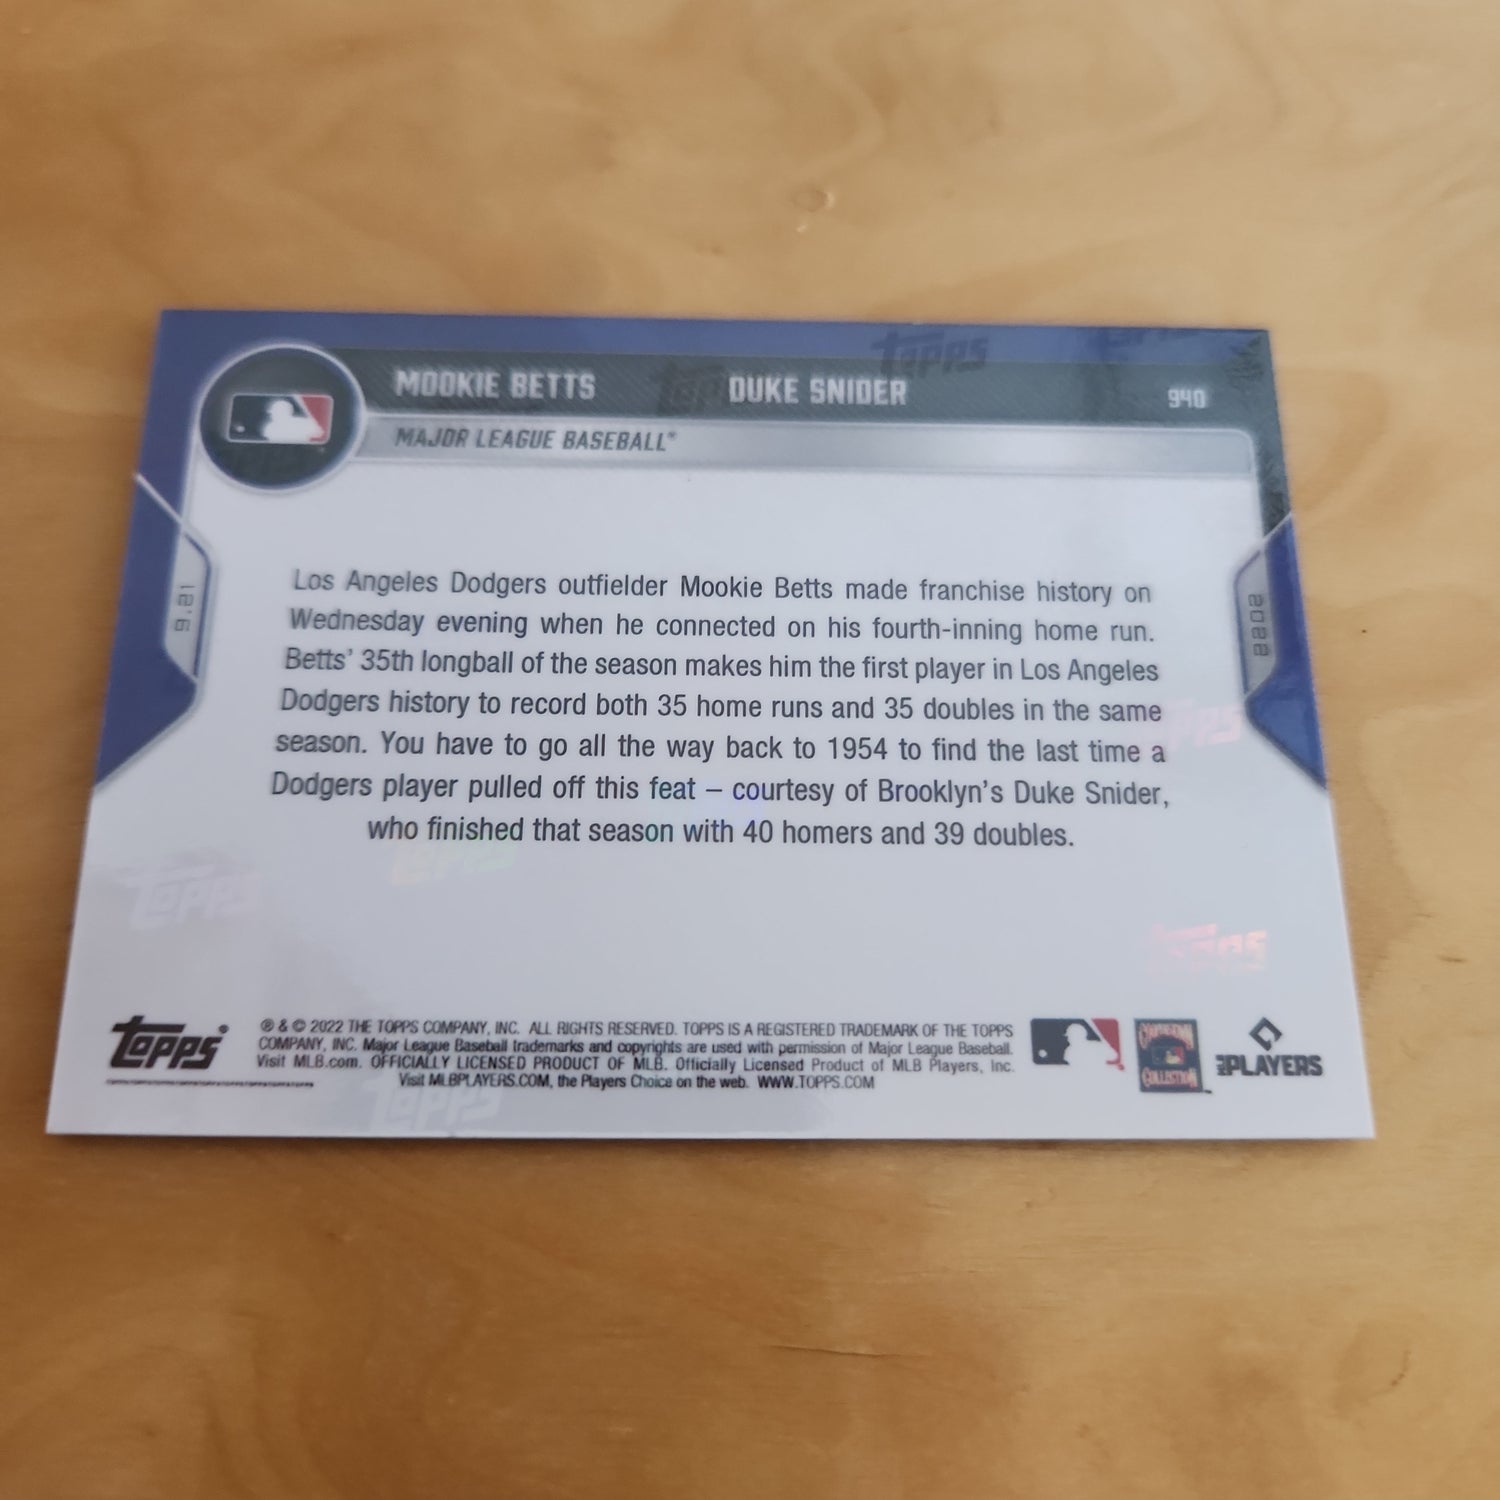 MOOKIE BETTS DUKE SNIDER 940
MAJOR LEAGUE BASEBALL®
9.21
2022
Los Angeles Dodgers outfielder Mookie Betts made franchise history on
Wednesday evening when he connected on his fourth-inning home run.
Betts' 35th longball of the season makes him the first player in Los Angeles
Dodgers history to record both 35 home runs and 35 doubles in the same
season. You have to go all the way back to 1954 to find the last time a
Dodgers player pulled off this feat – courtesy of Brooklyn's Duke Snider,
who finished that season with 40 homers and 39 doubles.
Topps®
® & © 2022 THE TOPPS COMPANY, INC. ALL RIGHTS RESERVED. TOPPS IS A REGISTERED TRADEMARK OF THE TOPPS
COMPANY, INC. Major League Baseball trademarks and copyrights are used with permission of Major League Baseball.
Visit MLB.com. OFFICIALLY LICENSED PRODUCT OF MLB. Officially Licensed Product of MLB Players, Inc.
Visit MLBPLAYERS.COM, the Players Choice on the web. WWW.TOPPS.COM
COOPERSTOWN
COLLECTION
MLB PLAYERS
Topps
Topps
Topps
Topps
Topps